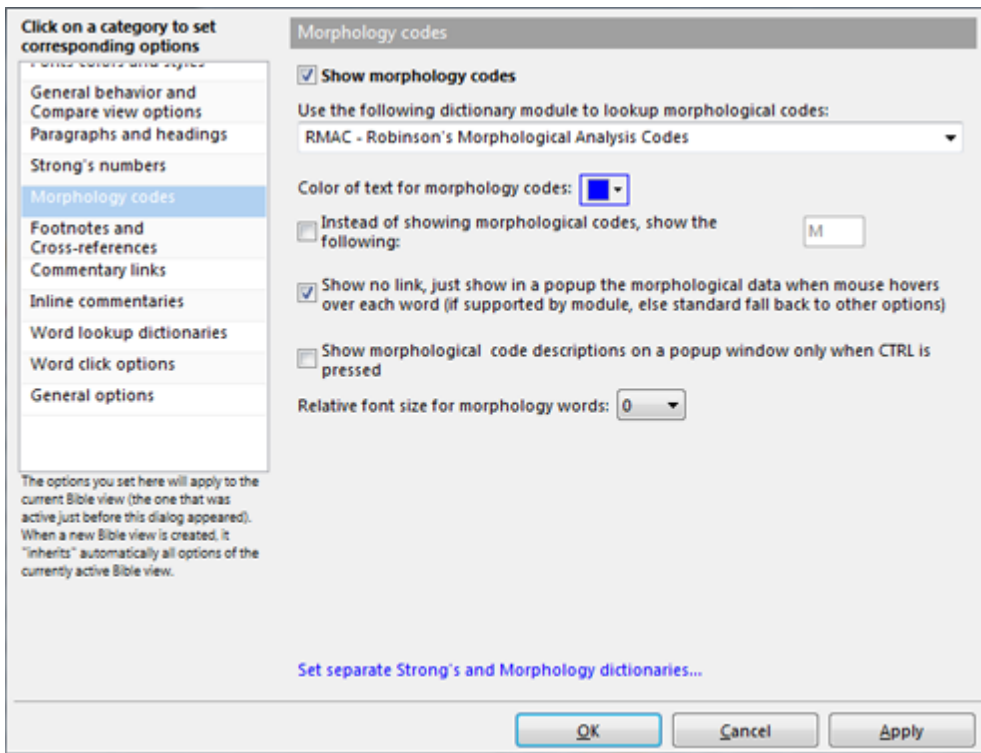 Click on a category to set
corresponding options
Fonts colors and styles
General behavior and
Compare view options
Paragraphs and headings
Strong's numbers
Morphology codes
Footnotes and
Cross-references
Commentary links
Inline commentaries
Word lookup dictionaries
Word click options
General options
The options you set here will apply to the
current Bible view (the one that was
active just before this dialog appeared).
When a new Bible view is created, it
"inherits" automatically all options of the
currently active Bible view.
Morphology codes
Show morphology codes
Use the following dictionary module to lookup morphological codes:
RMAC - Robinson's Morphological Analysis Codes
Color of text for morphology codes:
Instead of showing morphological codes, show the
following:
M
Show no link, just show in a popup the morphological data when mouse hovers
over each word (if supported by module, else standard fall back to other options)
Show morphological code descriptions on a popup window only when CTRL is
pressed
Relative font size for morphology words: 0
Set separate Strong's and Morphology dictionaries...
OK Cancel Apply